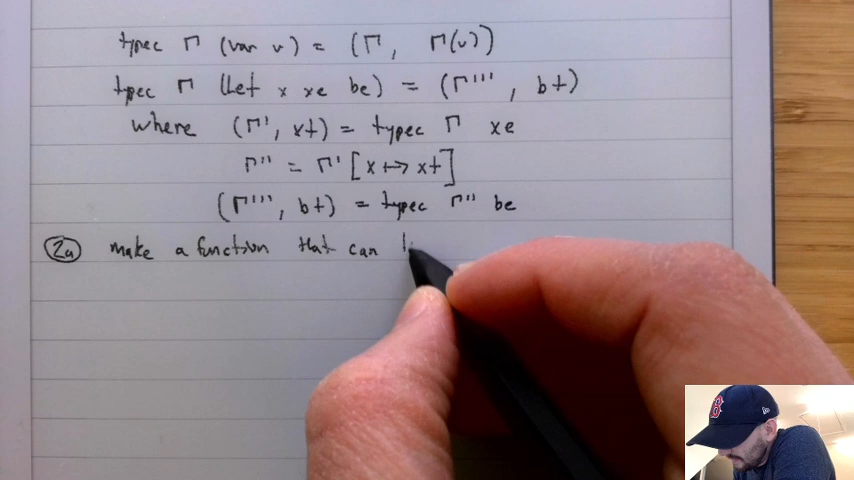 typec Γ (var v) = (Γ, Γ(v))
typec Γ (Let x xe be) = (Γ''', bt)
where (Γ', xt) = typec Γ xe
Γ'' = Γ' [x ↦ xt]
(Γ''', bt) = typec Γ'' be
2a make a function that can
B